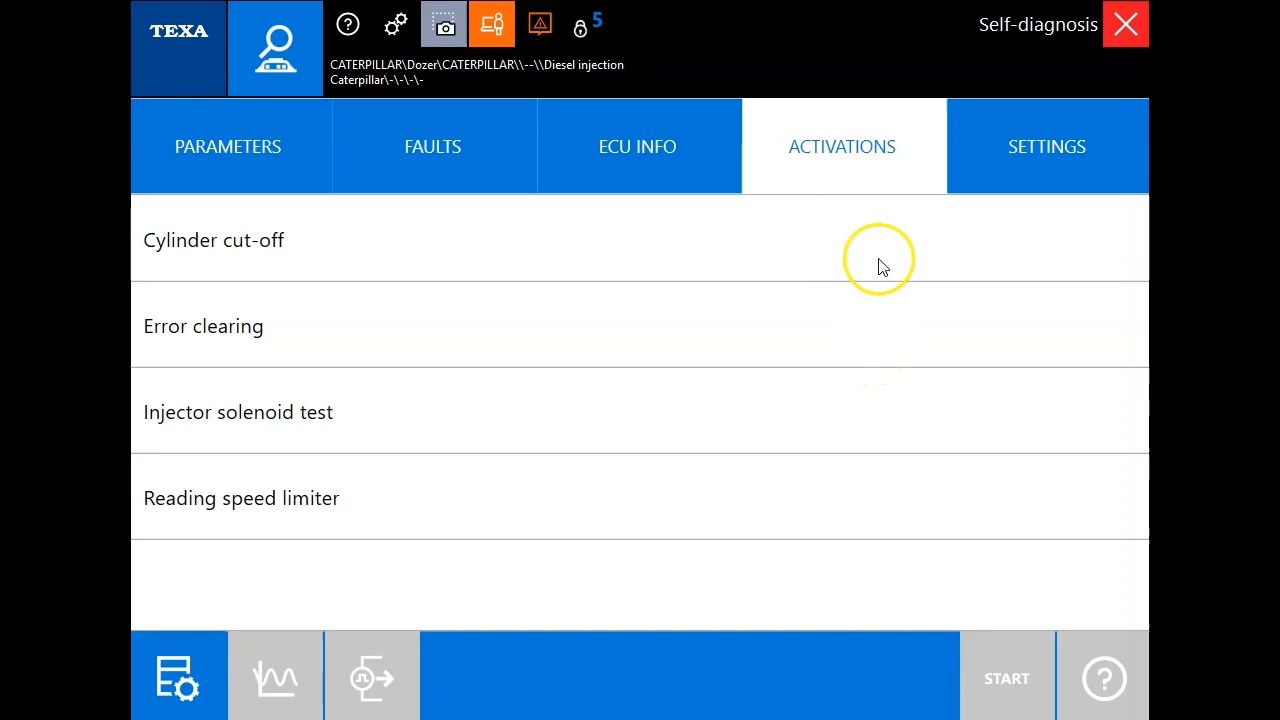 TEXA
5
Self-diagnosis
CATERPILLAR\Dozer\CATERPILLAR\\--\\Diesel injection
Caterpillar\-\-\-\-
PARAMETERS
FAULTS
ECU INFO
ACTIVATIONS
SETTINGS
Cylinder cut-off
Error clearing
Injector solenoid test
Reading speed limiter
START